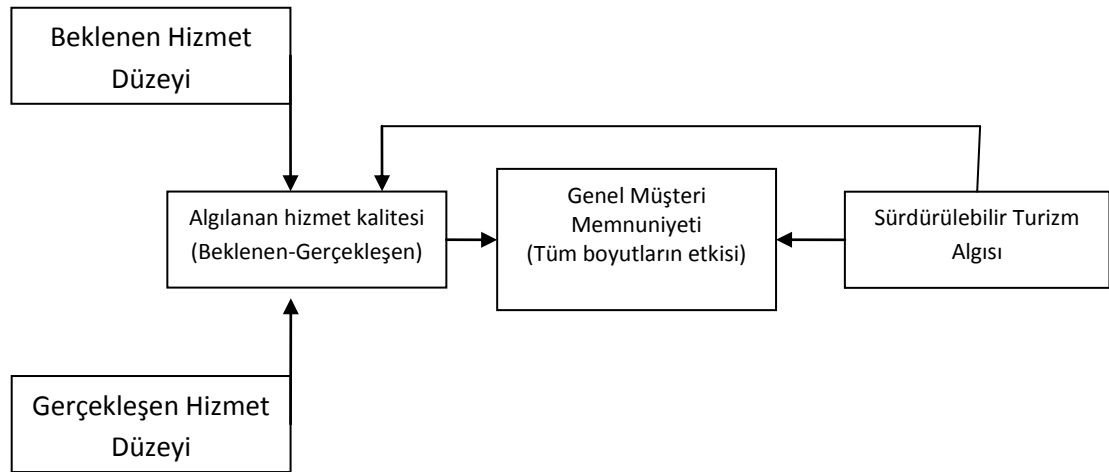 Beklenen Hizmet
Düzeyi
Algılanan hizmet kalitesi
(Beklenen-Gerçekleşen)
Genel Müşteri
Memnuniyeti
(Tüm boyutların etkisi)
Sürdürülebilir Turizm
Algısı
Gerçekleşen Hizmet
Düzeyi